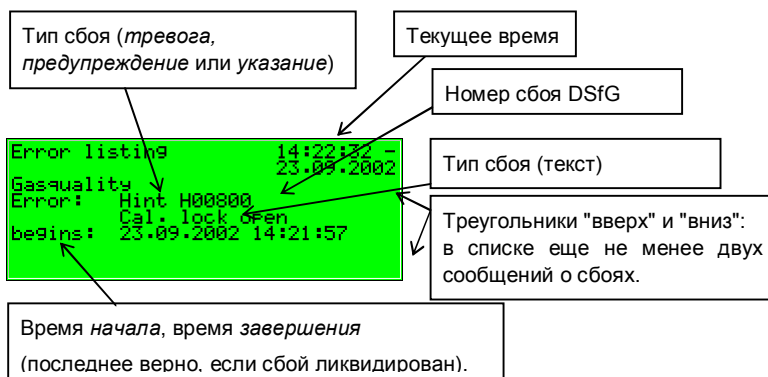 Тип сбоя (тревога,
предупреждение или указание)
Текущее время
Номер сбоя DSfG
Тип сбоя (текст)
Треугольники "вверх" и "вниз":
в списке еще не менее двух
сообщений о сбоях.
Error listing 14:22:32 -
23.09.2002
Gasquality
Error: Hint H00800
Cal. lock open
begins: 23.09.2002 14:21:57
Время начала, время завершения
(последнее верно, если сбой ликвидирован).